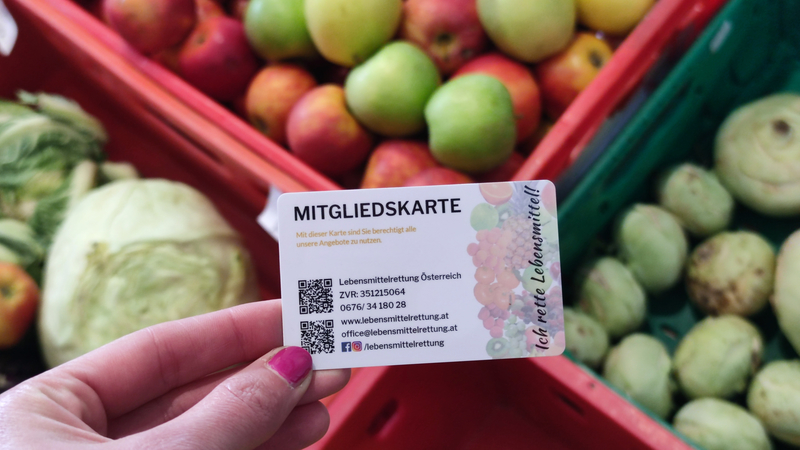 MITGLIEDSKARTE
Mit dieser Karte sind Sie berechtigt alle
unsere Angebote zu nutzen.
Lebensmittelrettung Österreich
ZVR: 351215064
0676/ 34 180 28
www.lebensmittelrettung.at
office@lebensmittelrettung.at
/lebensmittelrettung
Ich rette Lebensmittel!